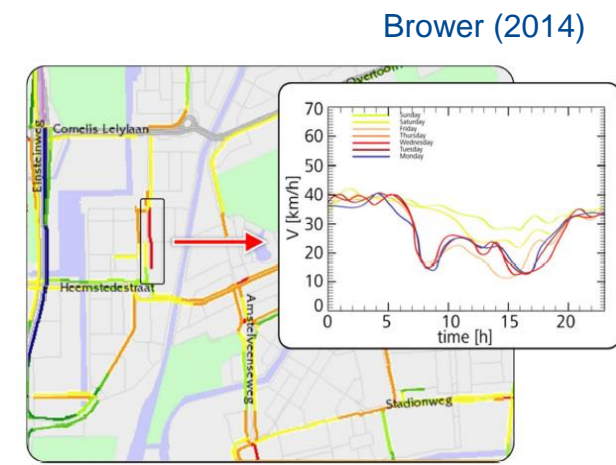 Brower (2014)
Overtoom
Cornelis Lelylaan
Einsteinweg
Heemstedestraat
Amstelveenseweg
Stadionweg
V [km/h]
70
60
50
40
30
20
10
0
Sunday
Saturday
Friday
Thursday
Wednesday
Tuesday
Monday
0 5 10 15 20
time [h]